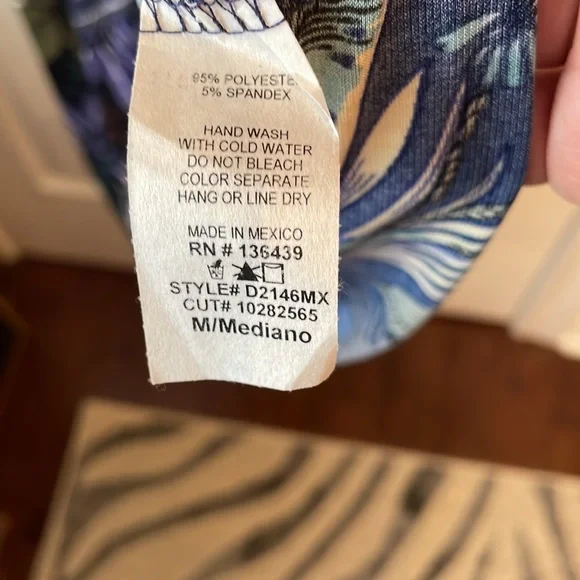 95% POLYESTE
5% SPANDEX
HAND WASH
WITH COLD WATER
DO NOT BLEACH
COLOR SEPARATE
HANG OR LINE DRY
MADE IN MEXICO
RN # 136439
STYLE# D2146MX
CUT# 10282565
M/Mediano